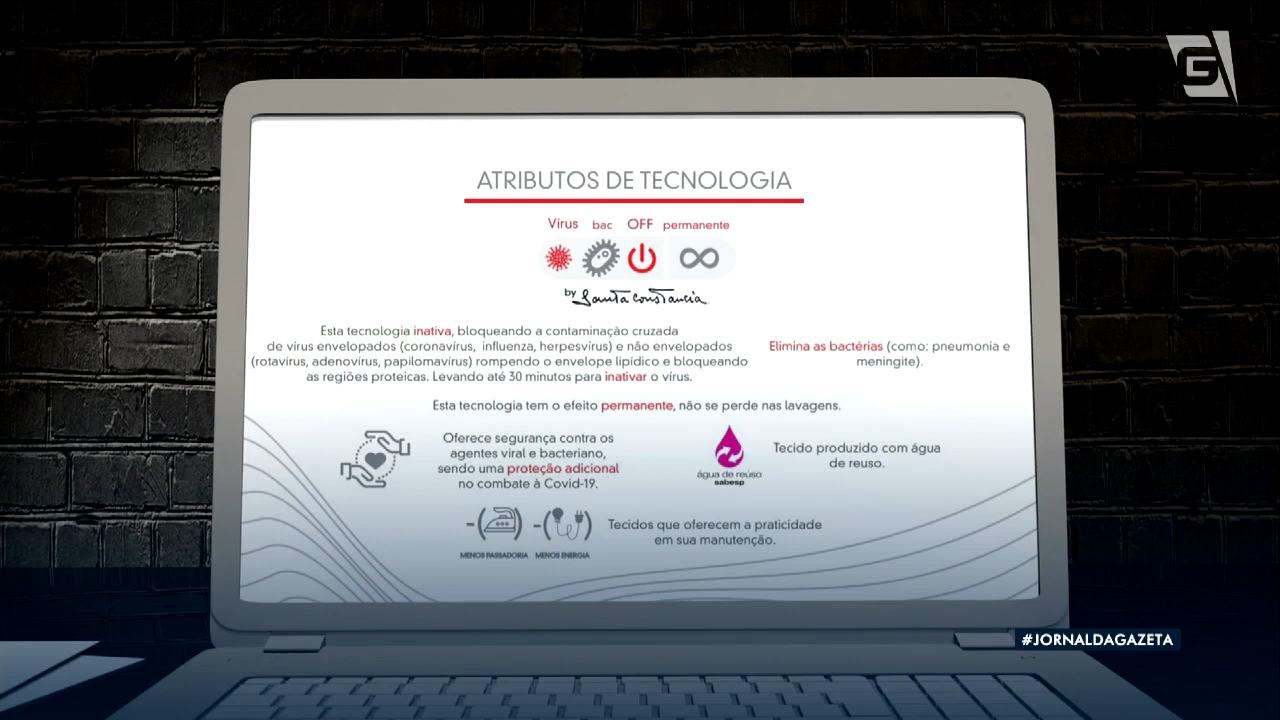 G
ATRIBUTOS DE TECNOLOGIA
Vírus bac OFF permanente
by Santaconstancia
Esta tecnologia inativa, bloqueando a contaminação cruzada
de vírus envelopados (coronavírus, influenza, herpesvírus) e não envelopados
(rotavírus, adenovírus, papilomavírus) rompendo o envelope lipídico e bloqueando
as regiões proteicas. Levando até 30 minutos para inativar o vírus.
Elimina as bactérias (como: pneumonia e
meningite).
Esta tecnologia tem o efeito permanente, não se perde nas lavagens.
Oferece segurança contra os
agentes viral e bacteriano,
sendo uma proteção adicional
no combate à Covid-19.
água de reúso
sabesp
Tecido produzido com água
de reuso.
MENOS PASSADORIA MENOS ENERGIA
Tecidos que oferecem a praticidade
em sua manutenção.
#JORNALDAGAZETA